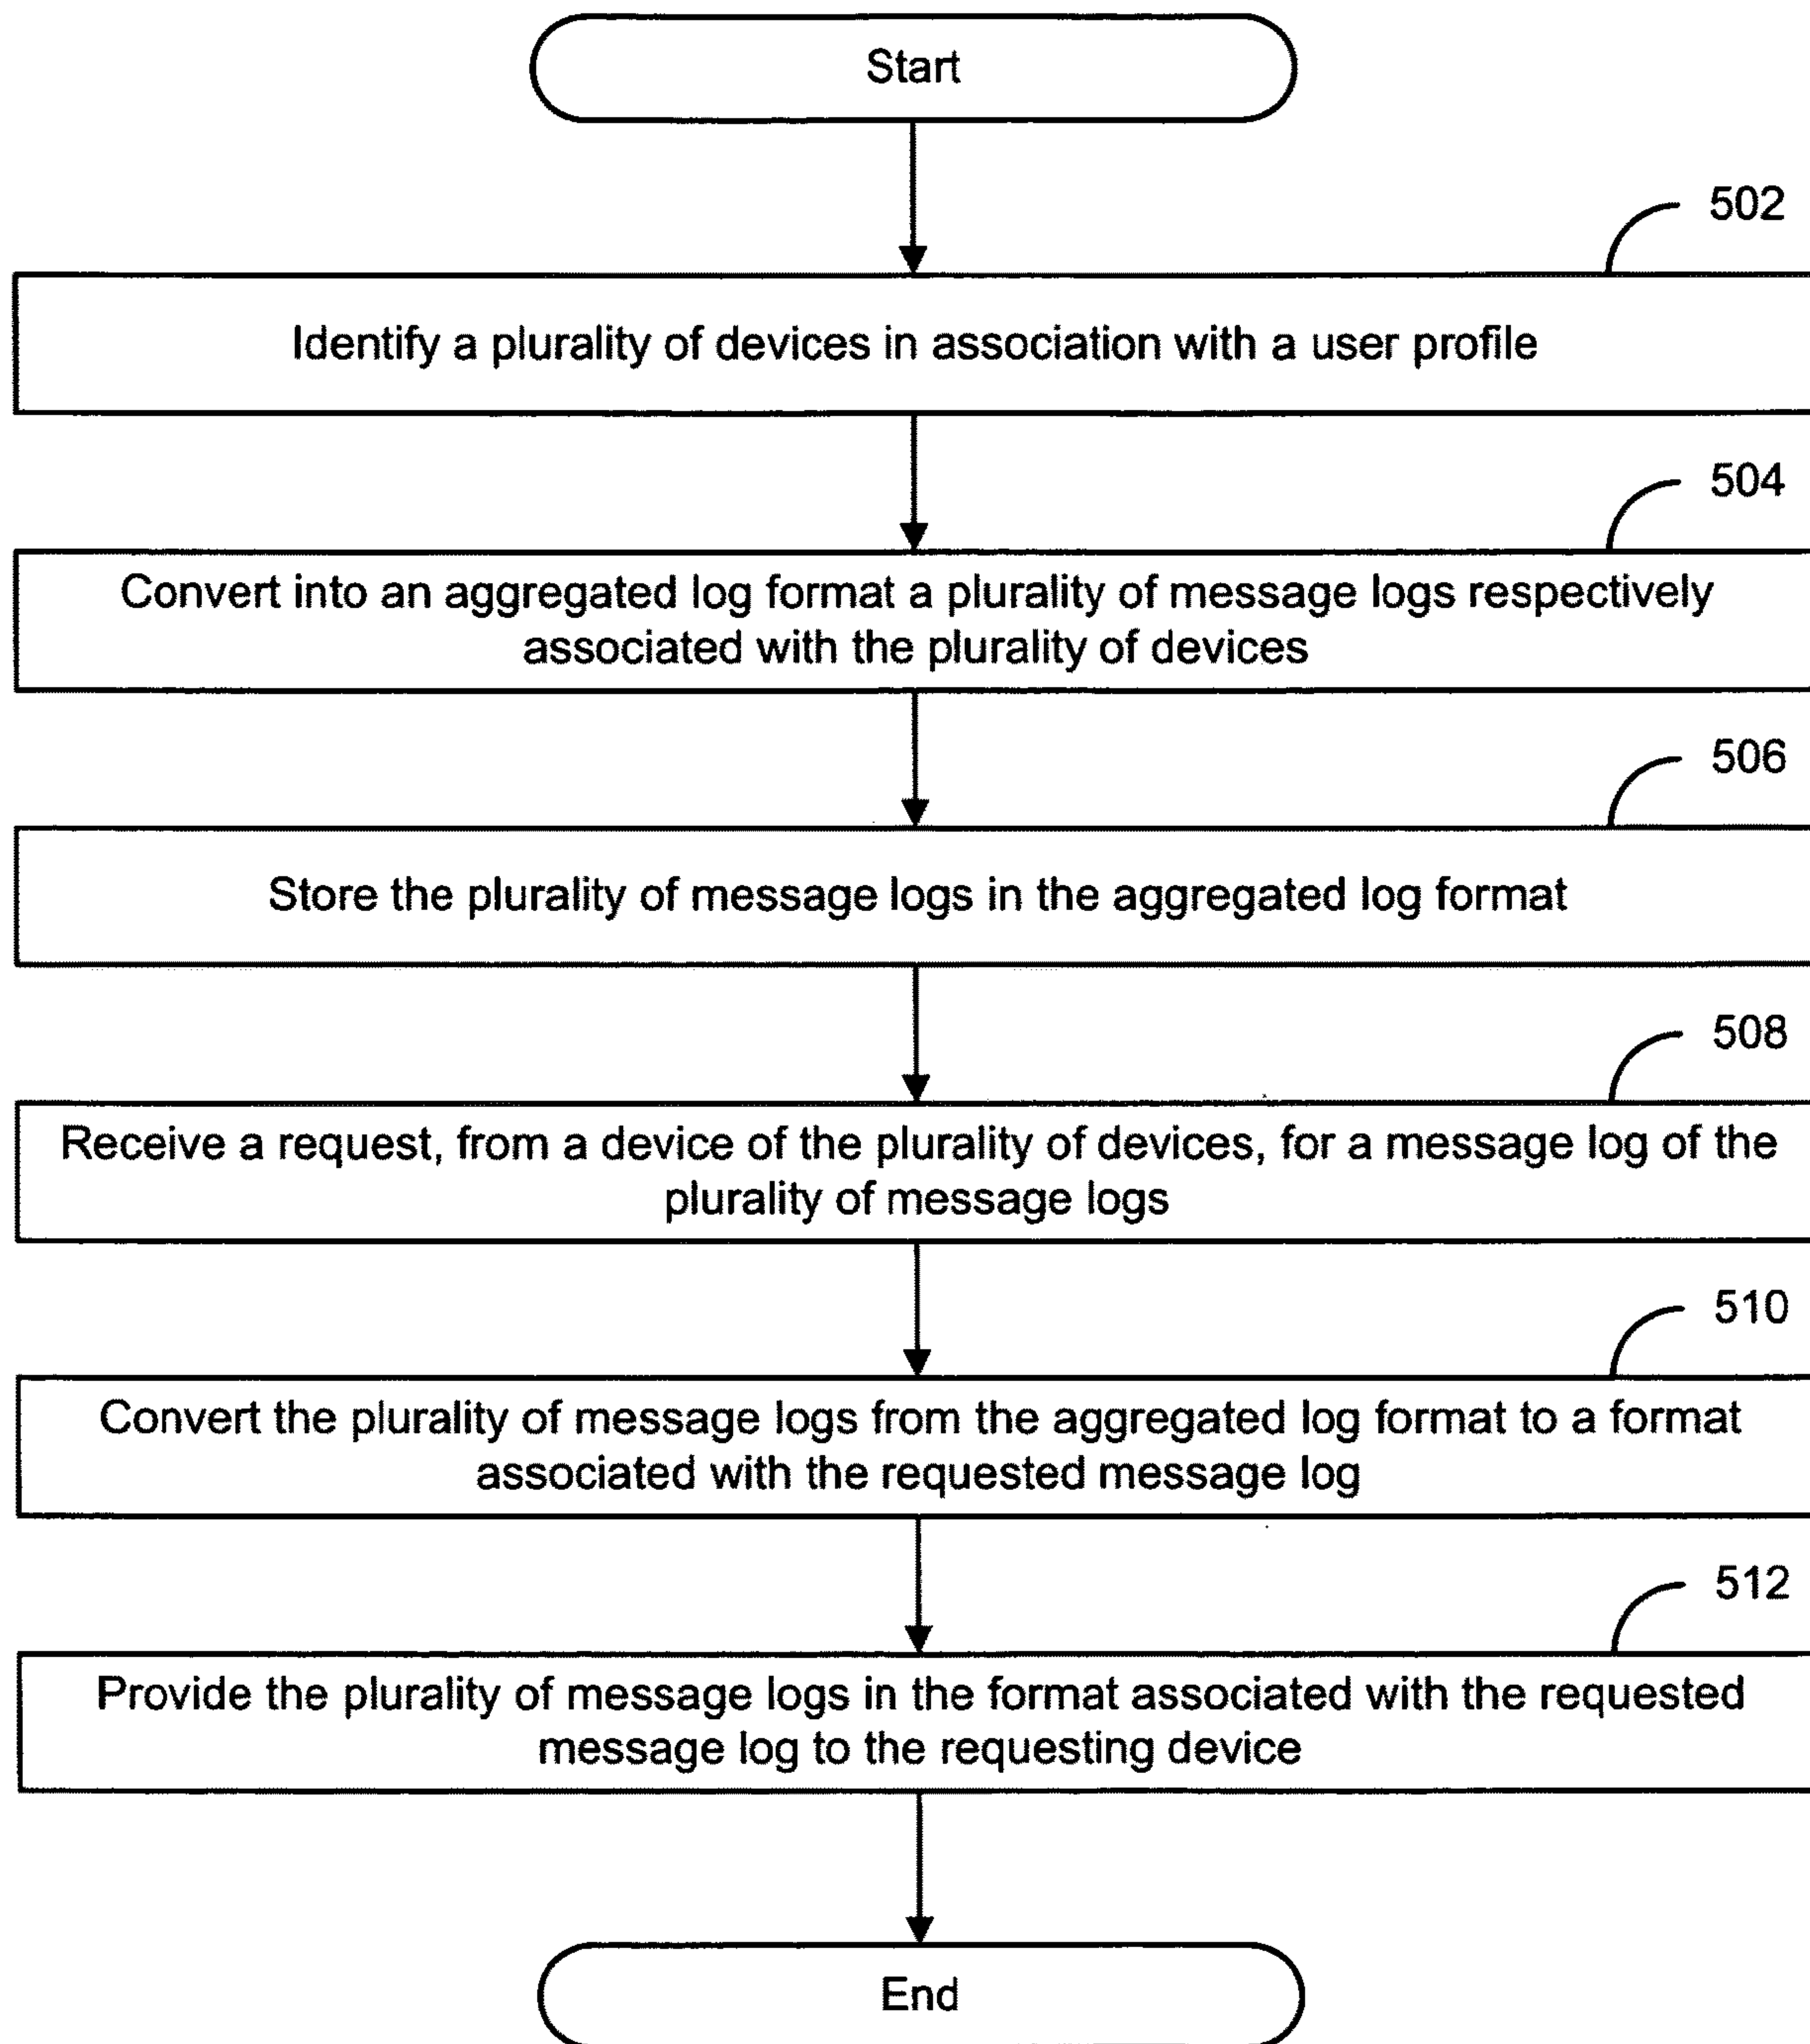 Start
502
Identify a plurality of devices in association with a user profile
504
Convert into an aggregated log format a plurality of message logs respectively
associated with the plurality of devices
506
Store the plurality of message logs in the aggregated log format
508
Receive a request, from a device of the plurality of devices, for a message log of the
plurality of message logs
510
Convert the plurality of message logs from the aggregated log format to a format
associated with the requested message log
512
Provide the plurality of message logs in the format associated with the requested
message log to the requesting device
End